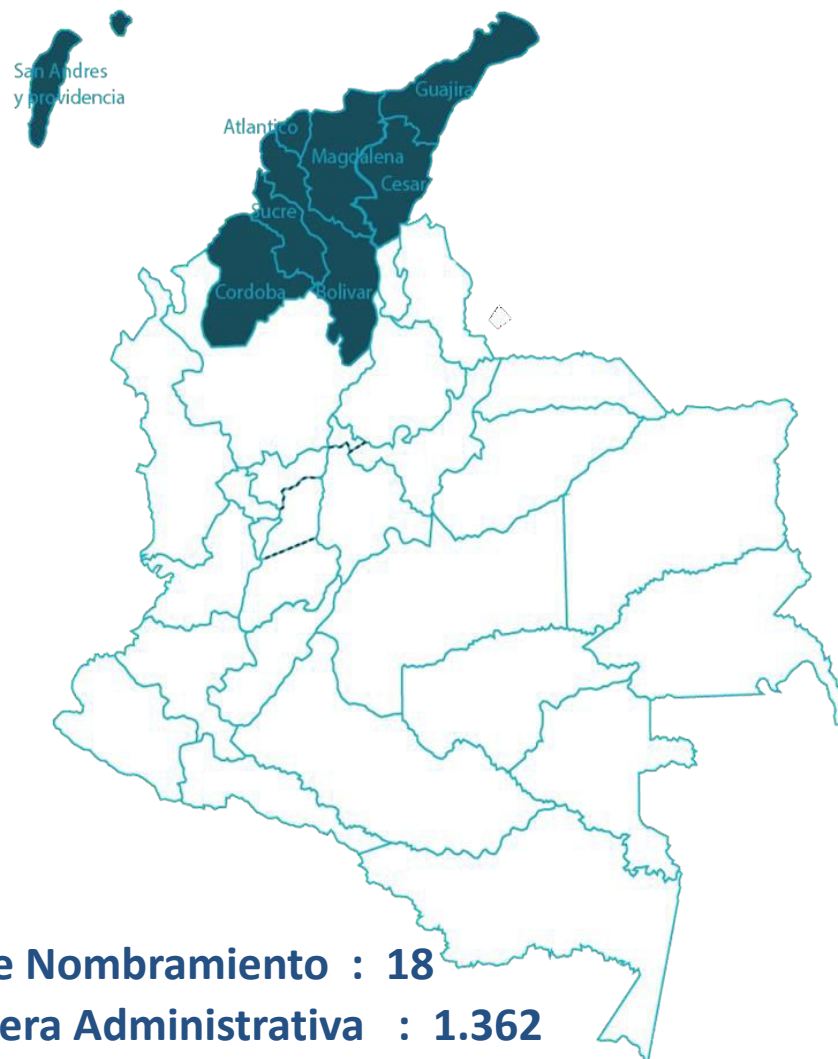 San Andres
y providencia
Guajira
Atlantico
Magdalena
Cesar
Sucre
Cordoba
Bolivar
e Nombramiento : 18
era Administrativa : 1.362